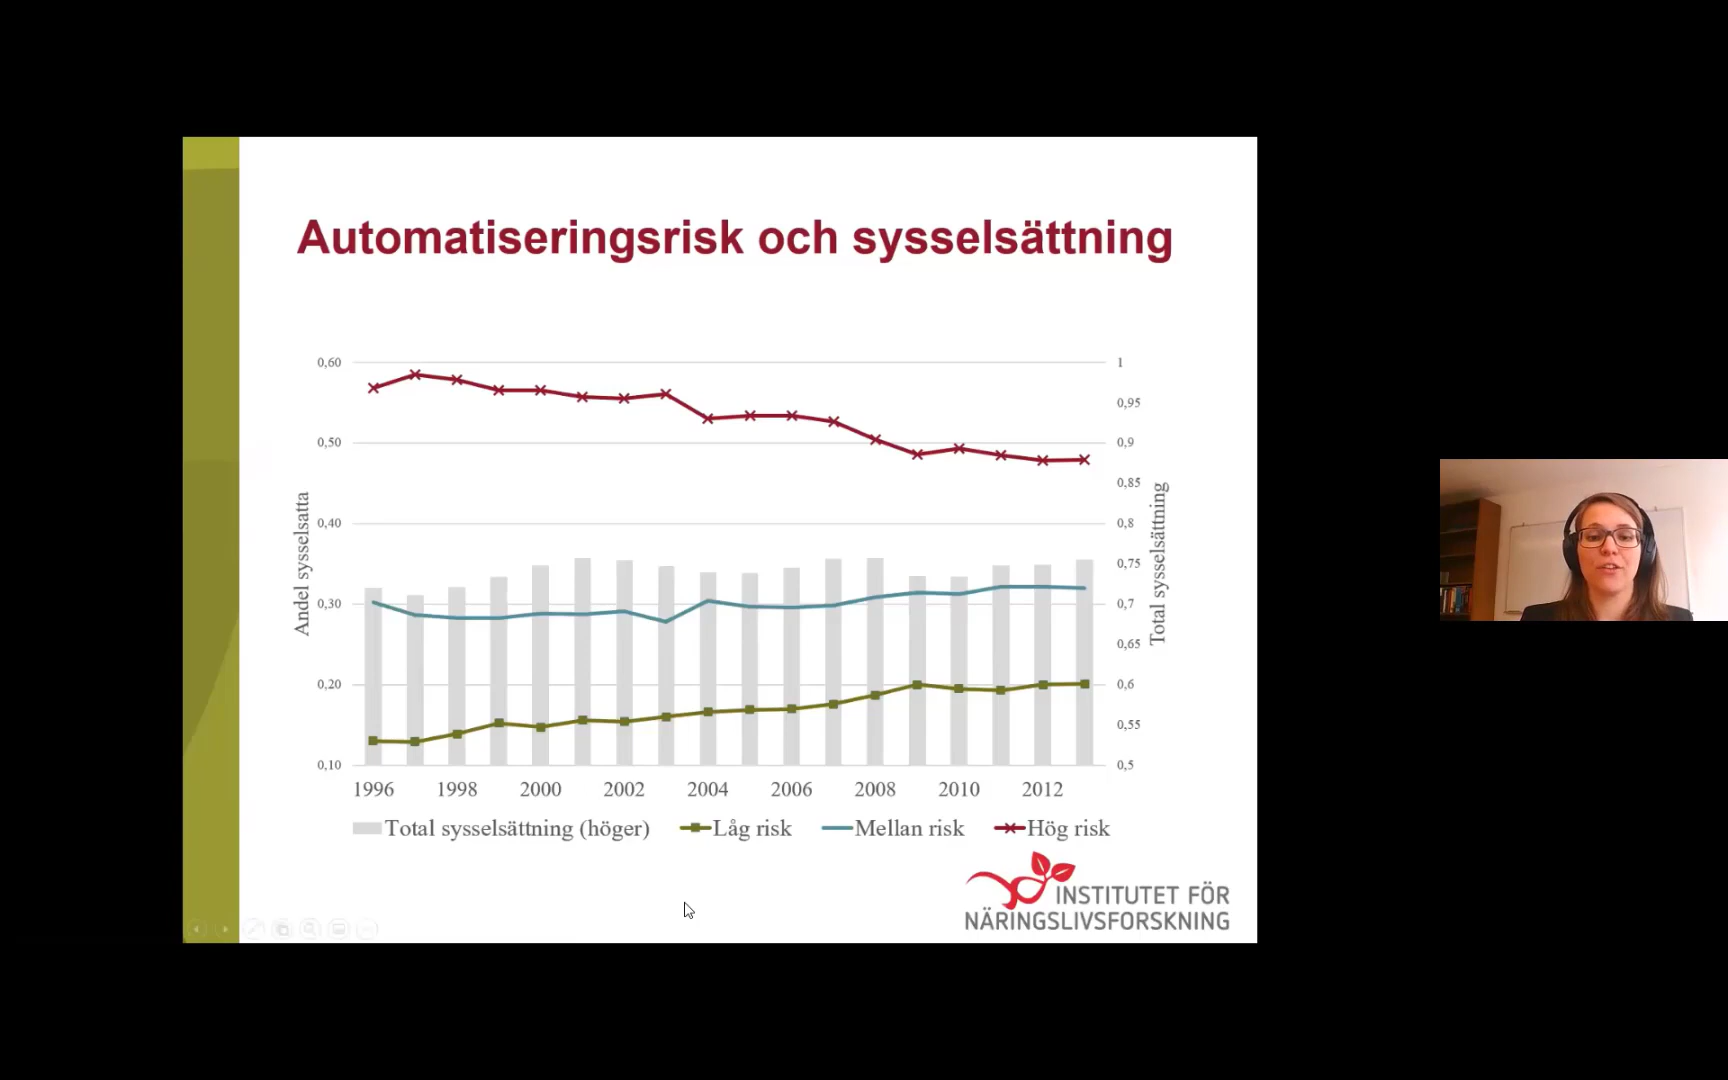 Automatiseringsrisk och sysselsättning
0,60
0,50
0,40
0,30
0,20
0,10
Andel sysselsatta
1
0,95
0,9
0,85
0,8
0,75
0,7
0,65
0,6
0,55
0,5
Total sysselsättning
1996 1998 2000 2002 2004 2006 2008 2010 2012
Total sysselsättning (höger) Låg risk Mellan risk Hög risk
INSTITUTET FÖR
NÄRINGSLIVSFORSKNING